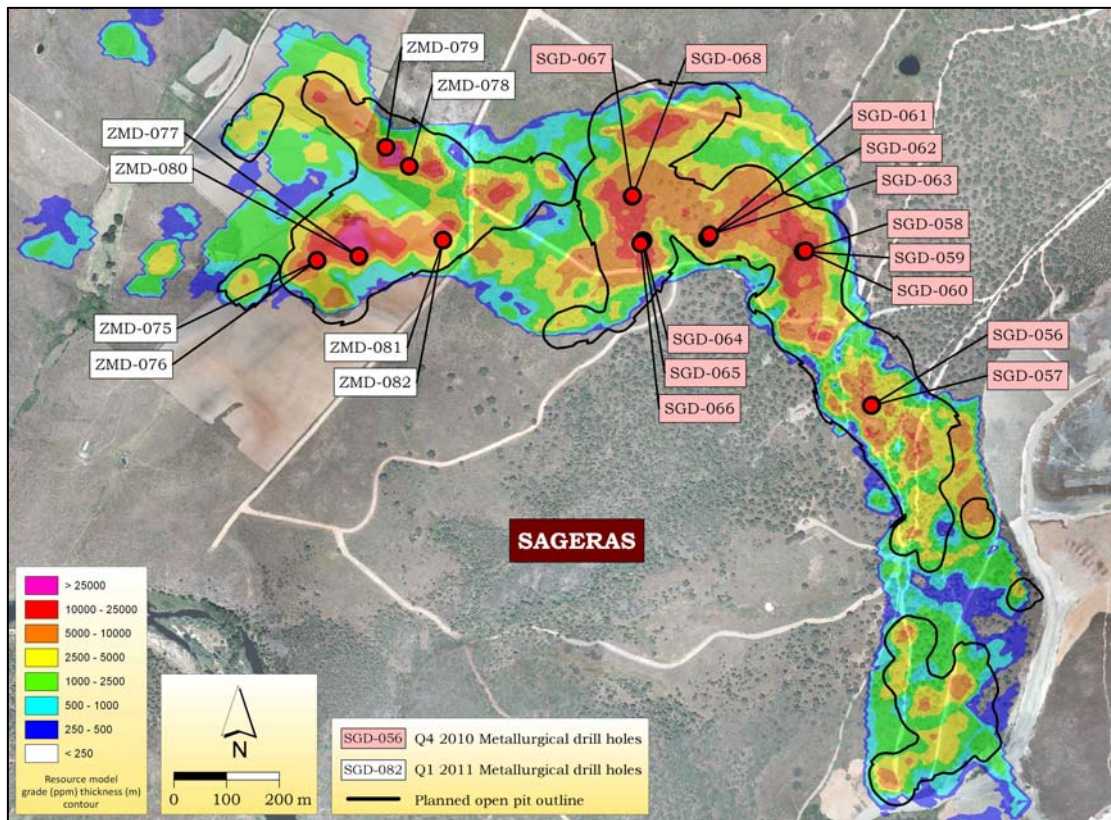 ZMD-079
ZMD-078
ZMD-077
ZMD-080
SGD-067
SGD-068
SGD-061
SGD-062
SGD-063
SGD-058
SGD-059
SGD-060
ZMD-075
ZMD-076
ZMD-081
ZMD-082
SGD-064
SGD-065
SGD-066
SGD-056
SGD-057
SAGERAS
> 25000
10000 - 25000
5000 - 10000
2500 - 5000
1000 - 2500
500 - 1000
250 - 500
< 250
Resource model
grade (ppm) thickness (m)
contour
N
0 100 200 m
SGD-056 Q4 2010 Metallurgical drill holes
SGD-082 Q1 2011 Metallurgical drill holes
Planned open pit outline